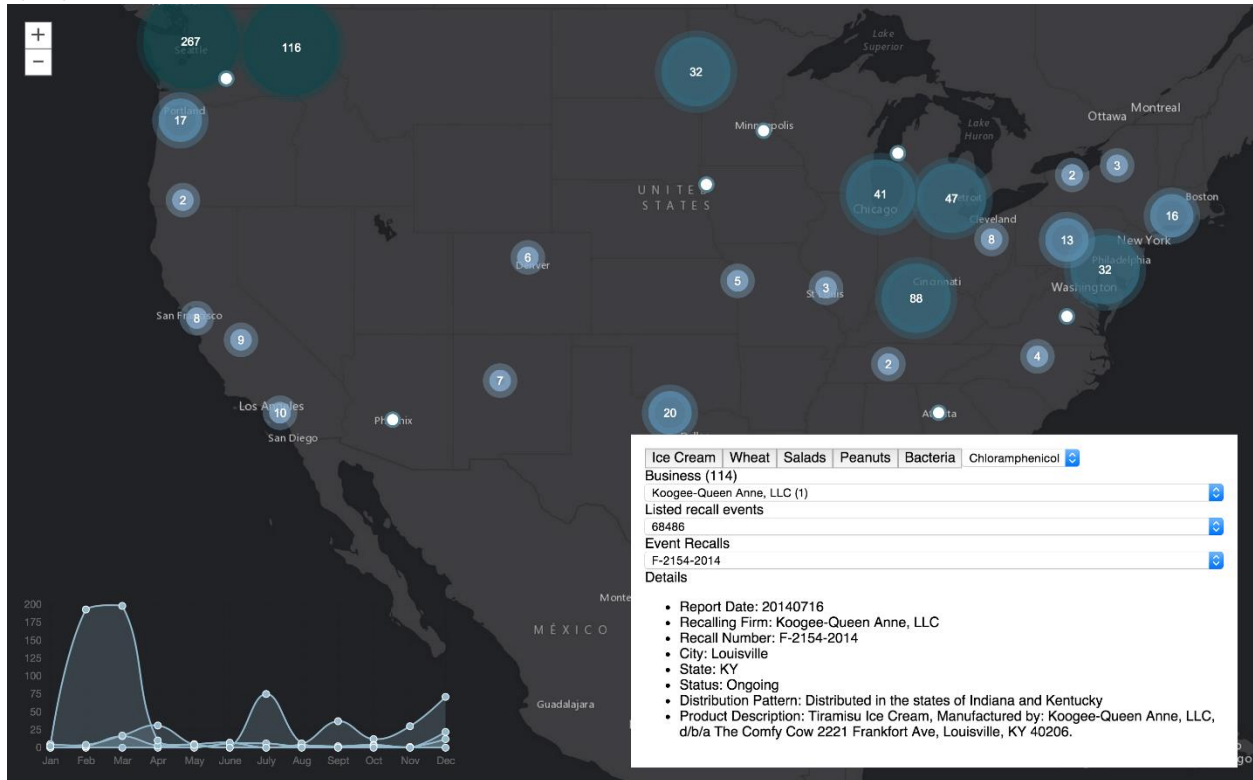 +
−
267
Seattle
116
32
Lake
Superior
Portland
17
Minneapolis
Lake
Huron
Ottawa
Montreal
2
UNITED
STATES
41
Chicago
47
Detroit
2
3
Boston
16
Cleveland
8
13
New York
Philadelphia
32
Washington
6
Denver
5
3
St Louis
Cincinnati
88
San Francisco
8
9
7
2
4
Los Angeles
10
San Diego
Phoenix
20
Atlanta
Ice Cream Wheat Salads Peanuts Bacteria Chloramphenicol
Business (114)
Koogee-Queen Anne, LLC (1)
Listed recall events
68486
Event Recalls
F-2154-2014
Details
• Report Date: 20140716
• Recalling Firm: Koogee-Queen Anne, LLC
• Recall Number: F-2154-2014
• City: Louisville
• State: KY
• Status: Ongoing
• Distribution Pattern: Distributed in the states of Indiana and Kentucky
• Product Description: Tiramisu Ice Cream, Manufactured by: Koogee-Queen Anne, LLC,
d/b/a The Comfy Cow 2221 Frankfort Ave, Louisville, KY 40206.
MÉXICO
Guadalajara
200
175
150
125
100
75
50
25
0
Jan Feb Mar Apr May June July Aug Sept Oct Nov Dec